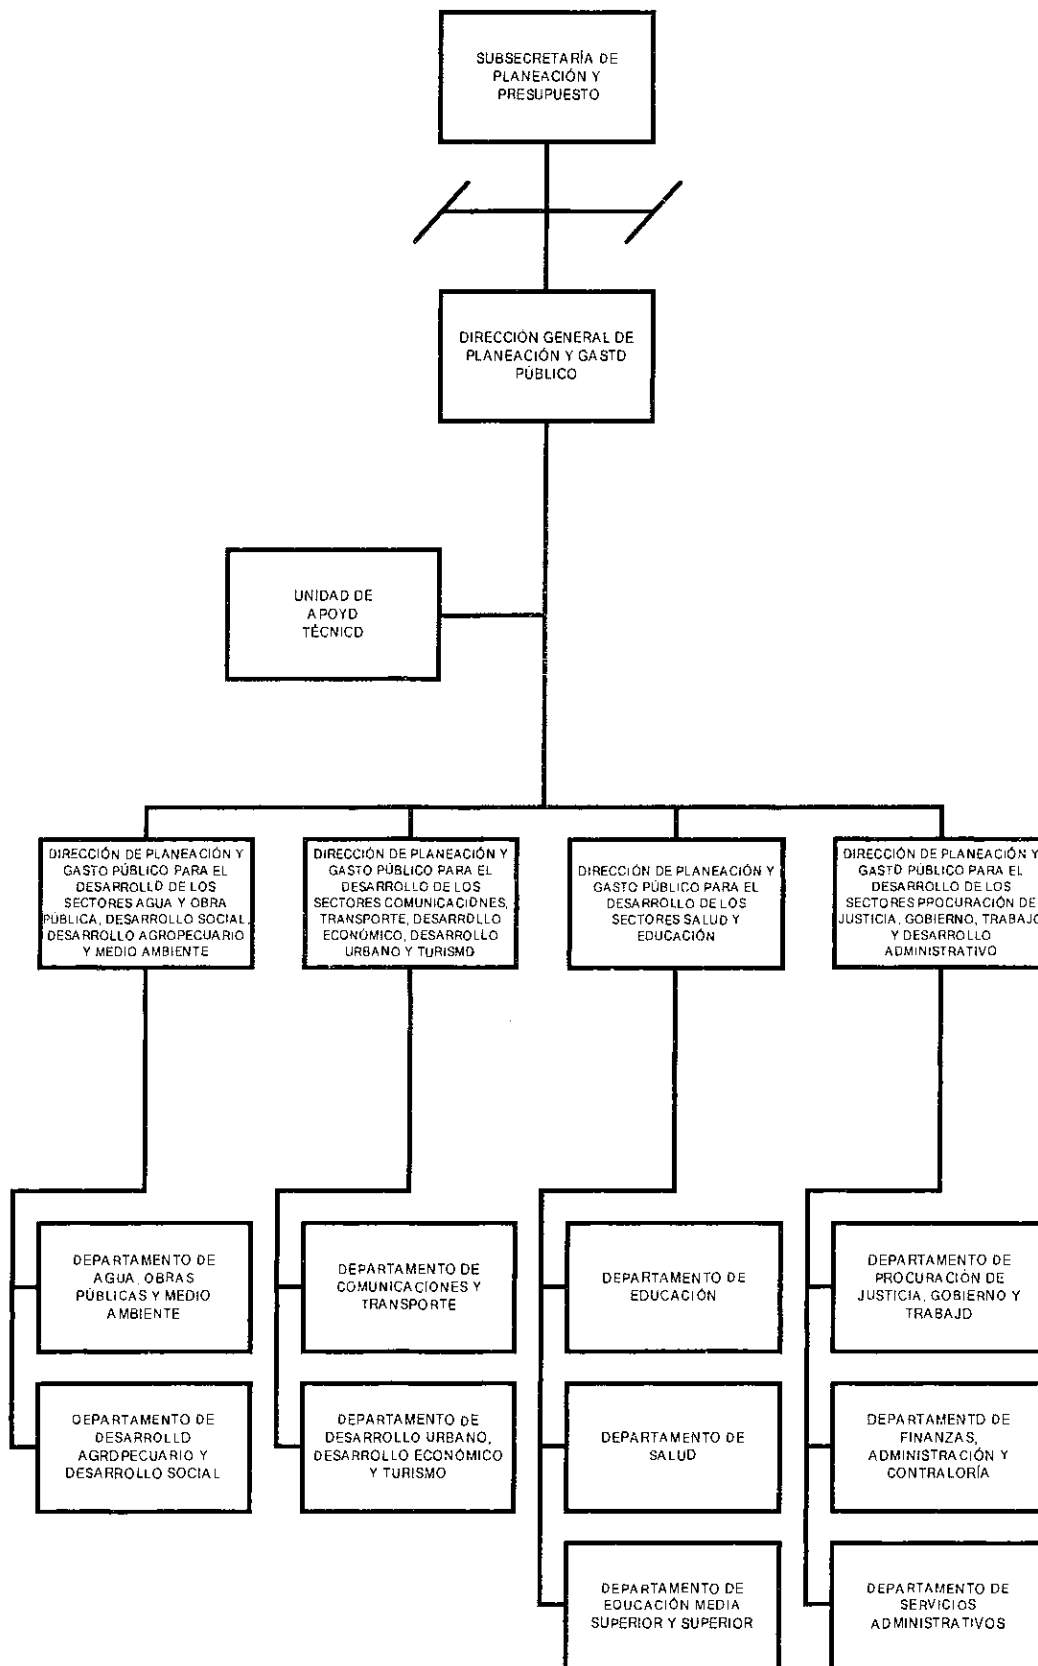 SUBSECRETARÍA DE
PLANEACIÓN Y
PRESUPUESTO
DIRECCIÓN GENERAL DE
PLANEACIÓN Y GASTD
PÚBLICO
UNIDAD DE
APOYD
TÉCNICD
DIRECCIÓN DE PLANEACIÓN Y
GASTO PÚBLICO PARA EL
DESARROLLD DE LOS
SECTORES AGUA Y OBRA
PÚBLICA, DESARROLLO SOCIAL,
DESARROLLO AGROPECUARIO
Y MEDIO AMBIENTE
DIRECCIÓN DE PLANEACIÓN Y
GASTO PÚBLICO PARA EL
DESARROLLO DE LOS
SECTORES COMUNICACIDNES,
TRANSPORTE, DESARRDLLO
ECONÓMICO, DESARROLLO
URBANO Y TURISMD
DIRECCIÓN DE PLANEACIÓN Y
GASTO PÚBLICO PARA EL
DESARROLLO DE LOS
SECTORES SALUD Y
EDUCACIÓN
DIRECCIÓN DE PLANEACIÓN Y
GASTD PÚBLICO PARA EL
DESARROLLO DE LOS
SECTORES PROCURACIÓN DE
JUSTICIA, GOBIERNO, TRABAJO
Y DESARROLLO
ADMINISTRATIVO
DEPARTAMENTO DE
AGUA, OBRAS
PÚBLICAS Y MEDIO
AMBIENTE
DEPARTAMENTO DE
COMUNICACIONES Y
TRANSPORTE
DEPARTAMENTO DE
EDUCACIÓN
DEPARTAMENTO DE
PROCURACIÓN DE
JUSTICIA, GOBIERNO Y
TRABAJD
DEPARTAMENTO DE
DESARROLLD
AGRDPECUARIO Y
DESARROLLO SOCIAL
DEPARTAMENTO DE
DESARROLLO URBANO,
DESARROLLO ECONÓMICO
Y TURISMO
DEPARTAMENTO DE
SALUD
DEPARTAMENTD DE
FINANZAS,
ADMINISTRACIÓN Y
CONTRALORÍA
DEPARTAMENTO DE
EDUCACIÓN MEDIA
SUPERIOR Y SUPERIOR
DEPARTAMENTO DE
SERVICIOS
ADMINISTRATIVOS